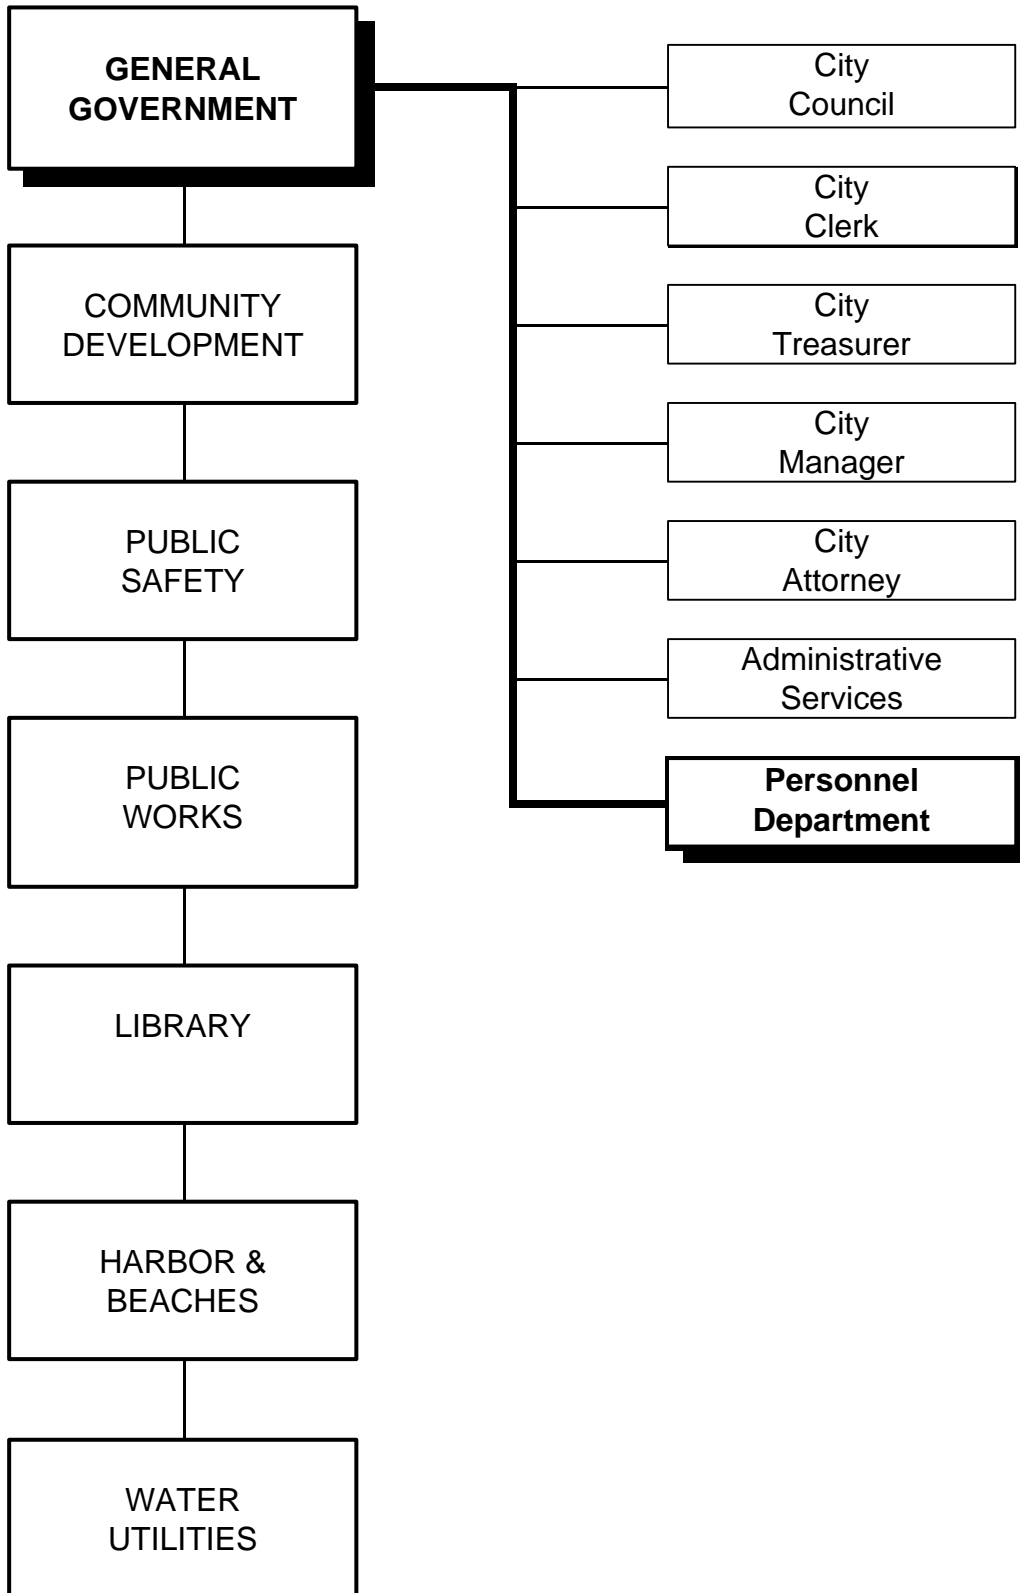 GENERAL
GOVERNMENT
COMMUNITY
DEVELOPMENT
PUBLIC
SAFETY
PUBLIC
WORKS
LIBRARY
HARBOR &
BEACHES
WATER
UTILITIES
City
Council
City
Clerk
City
Treasurer
City
Manager
City
Attorney
Administrative
Services
Personnel
Department